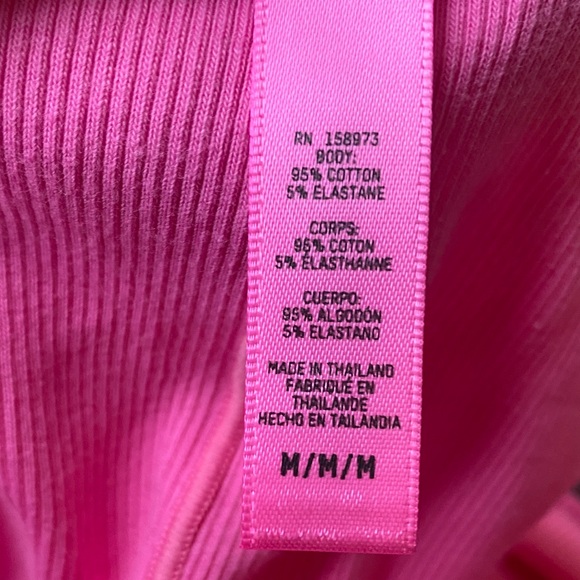 RN 158973
BODY:
95% COTTON
5% ELASTANE
CORPS:
95% COTON
5% ÉLASTHANNE
CUERPO:
95% ALGODÓN
5% ELASTANO
MADE IN THAILAND
FABRIQUÉ EN
THAILANDE
HECHO EN TAILANDIA
M/M/M